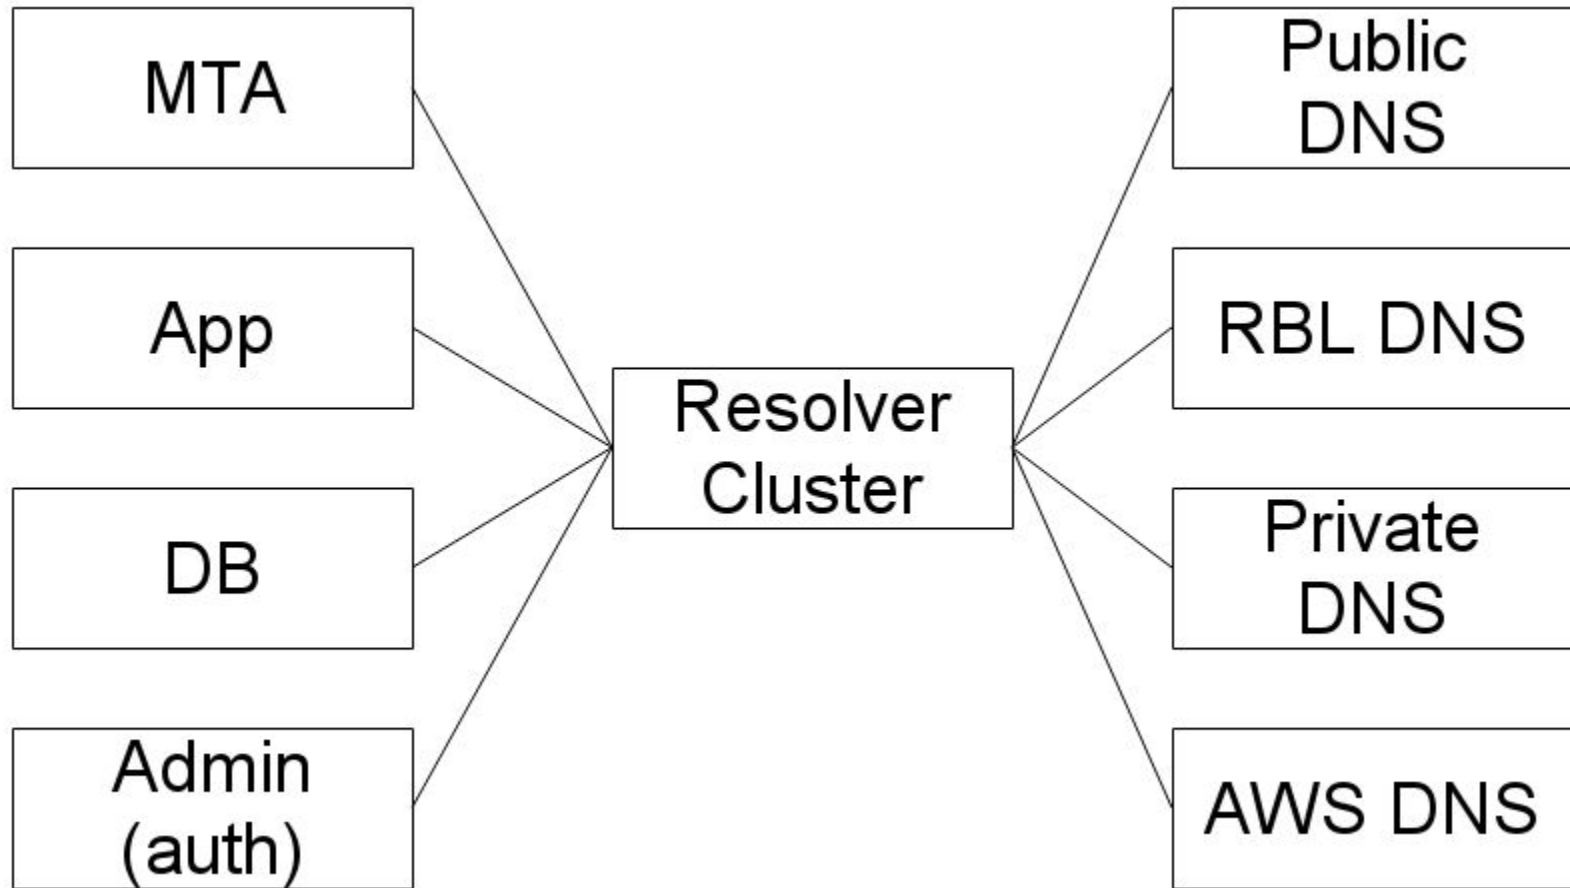 MTA
App
DB
Admin
(auth)
Resolver
Cluster
Public
DNS
RBL DNS
Private
DNS
AWS DNS